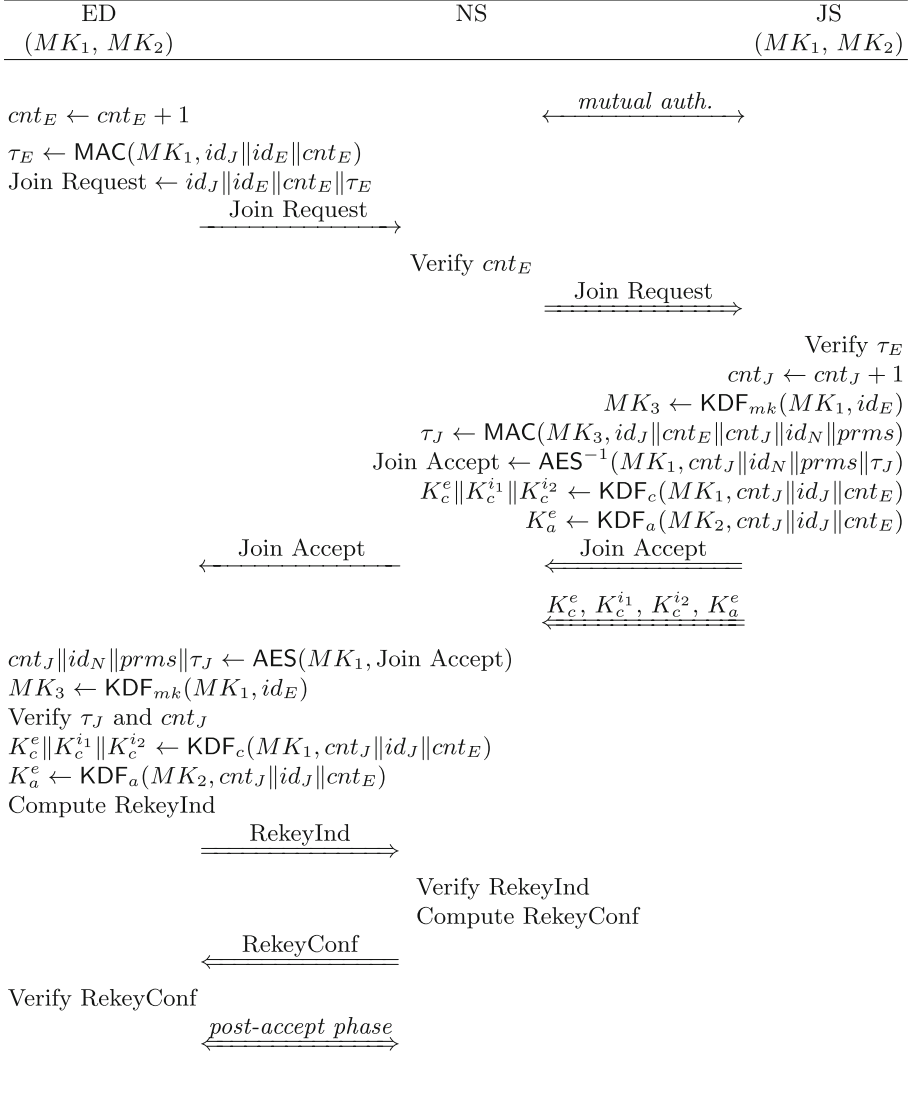 ED NS JS
(MK₁, MK₂) (MK₁, MK₂)
mutual auth.
cnt_E ← cnt_E + 1
τ_E ← MAC(MK₁, id_J‖id_E‖cnt_E)
Join Request ← id_J‖id_E‖cnt_E‖τ_E
Join Request
Verify cnt_E
Join Request
Verify τ_E
cnt_J ← cnt_J + 1
MK₃ ← KDF_{mk}(MK₁, id_E)
τ_J ← MAC(MK₃, id_J‖cnt_E‖cnt_J‖id_N‖prms)
Join Accept ← AES⁻¹(MK₁, cnt_J‖id_N‖prms‖τ_J)
K_c^e‖K_c^{i₁}‖K_c^{i₂} ← KDF_c(MK₁, cnt_J‖id_J‖cnt_E)
K_a^e ← KDF_a(MK₂, cnt_J‖id_J‖cnt_E)
Join Accept Join Accept
K_c^e, K_c^{i₁}, K_c^{i₂}, K_a^e
cnt_J‖id_N‖prms‖τ_J ← AES(MK₁, Join Accept)
MK₃ ← KDF_{mk}(MK₁, id_E)
Verify τ_J and cnt_J
K_c^e‖K_c^{i₁}‖K_c^{i₂} ← KDF_c(MK₁, cnt_J‖id_J‖cnt_E)
K_a^e ← KDF_a(MK₂, cnt_J‖id_J‖cnt_E)
Compute RekeyInd
RekeyInd
Verify RekeyInd
Compute RekeyConf
RekeyConf
Verify RekeyConf
post-accept phase